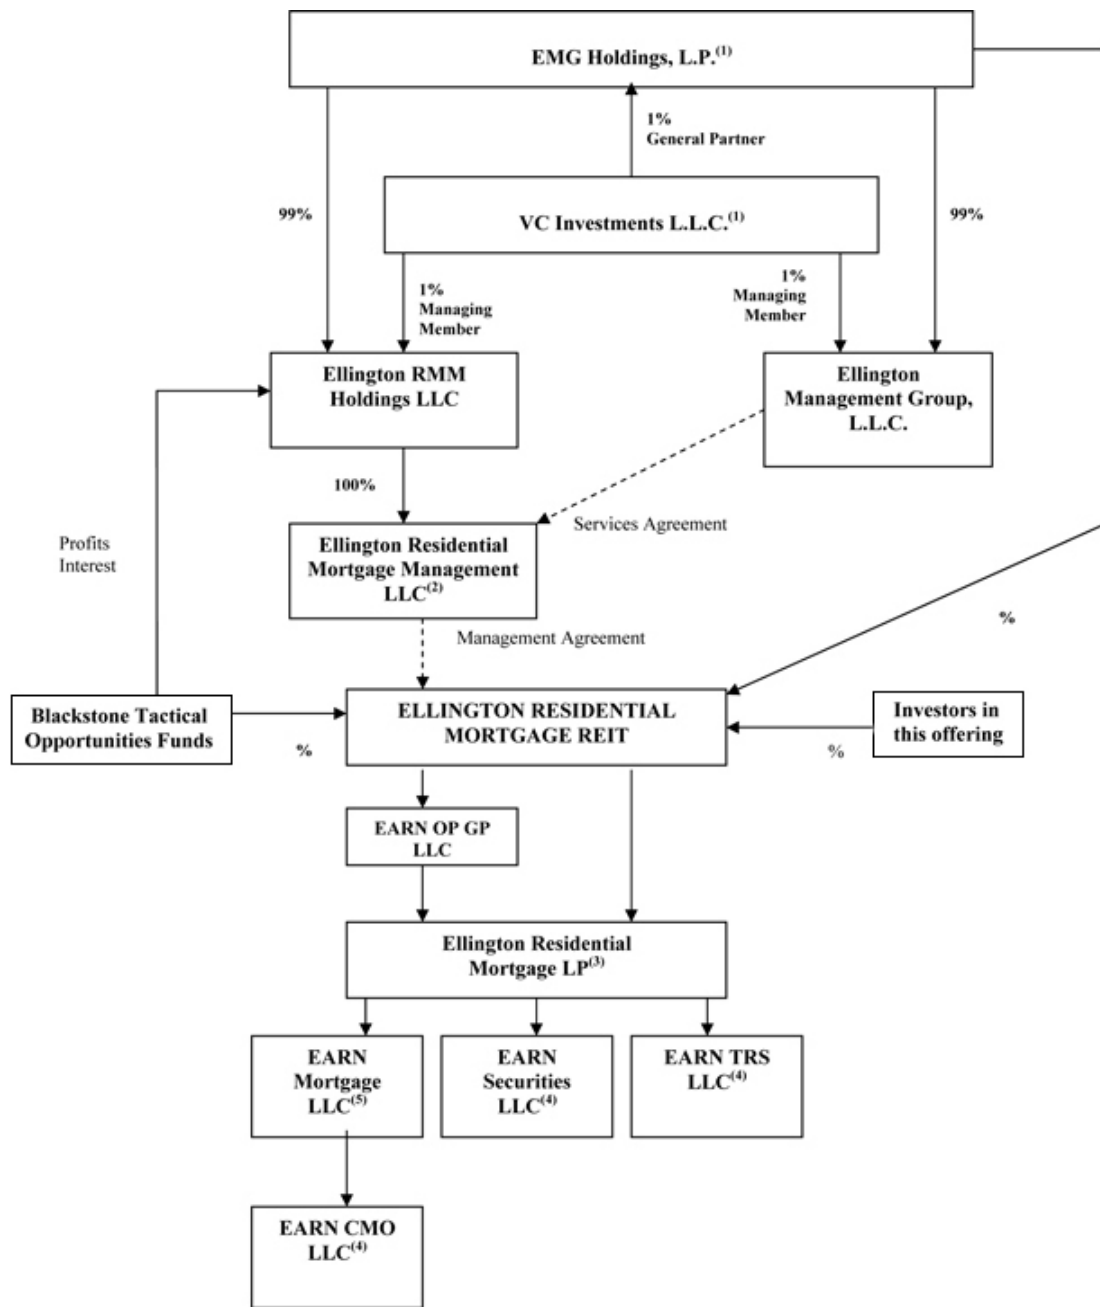 EMG Holdings, L.P.(1)
1%
General Partner
99%
VC Investments L.L.C.(1)
99%
1%
Managing
Member
1%
Managing
Member
Ellington RMM
Holdings LLC
Ellington
Management Group,
L.L.C.
100%
Services Agreement
Profits
Interest
Ellington Residential
Mortgage Management
LLC(2)
Management Agreement
%
Blackstone Tactical
Opportunities Funds
%
ELLINGTON RESIDENTIAL
MORTGAGE REIT
%
Investors in
this offering
EARN OP GP
LLC
Ellington Residential
Mortgage LP(3)
EARN
Mortgage
LLC(5)
EARN
Securities
LLC(4)
EARN TRS
LLC(4)
EARN CMO
LLC(4)